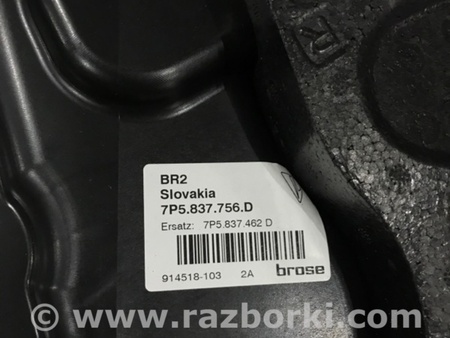 R
BR2
Slovakia
7P5.837.756.D
Ersatz: 7P5.837.462 D
914518-103 2A brose
www.razborki.com